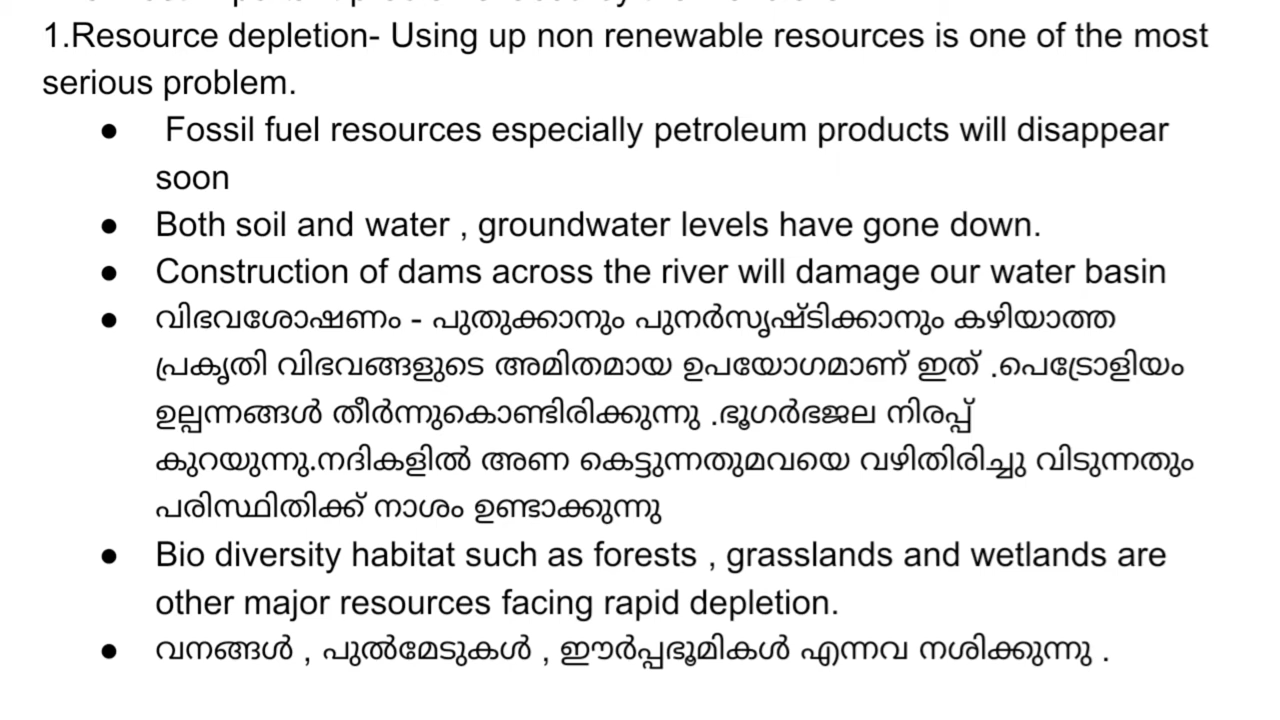 1.Resource depletion- Using up non renewable resources is one of the most
serious problem.
● Fossil fuel resources especially petroleum products will disappear
soon
● Both soil and water , groundwater levels have gone down.
● Construction of dams across the river will damage our water basin
● വിഭവശോഷണം - പുതുക്കാനും പുനർസൃഷ്ടിക്കാനും കഴിയാത്ത
പ്രകൃതി വിഭവങ്ങളുടെ അമിതമായ ഉപയോഗമാണ് ഇത് .പെട്രോളിയം
ഉല്പന്നങ്ങൾ തീർന്നുകൊണ്ടിരിക്കുന്നു .ഭൂഗർഭജല നിരപ്പ്
കുറയുന്നു.നദികളിൽ അണ കെട്ടുന്നതുമവയെ വഴിതിരിച്ചു വിടുന്നതും
പരിസ്ഥിതിക്ക് നാശം ഉണ്ടാക്കുന്നു
● Bio diversity habitat such as forests , grasslands and wetlands are
other major resources facing rapid depletion.
● വനങ്ങൾ , പുൽമേടുകൾ , ഈർപ്പഭൂമികൾ എന്നവ നശിക്കുന്നു .